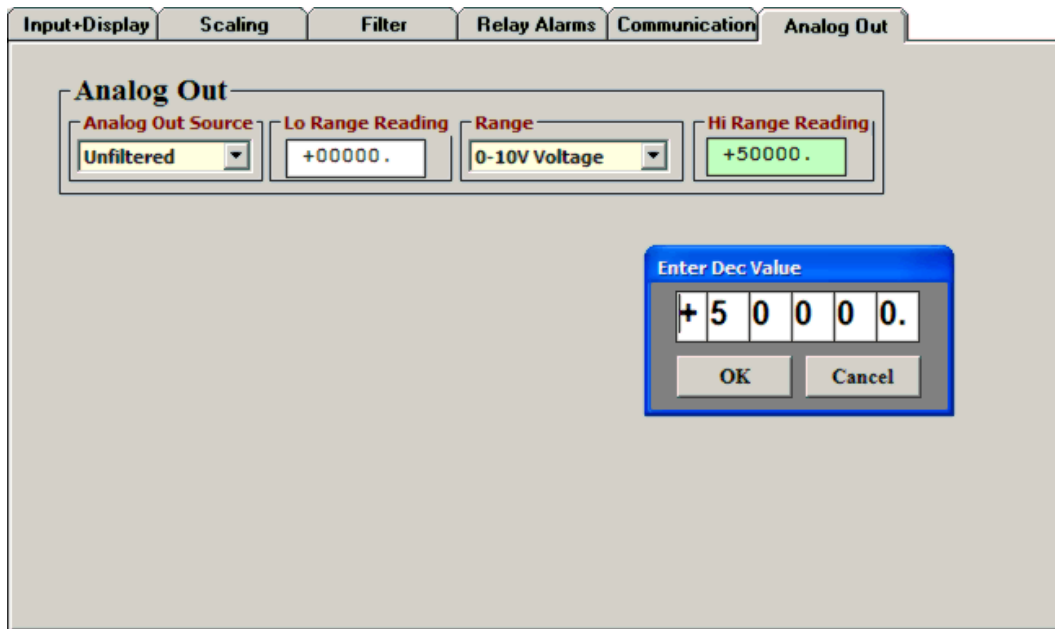 Input+Display Scaling Filter Relay Alarms Communication Analog Out
Analog Out
Analog Out Source Lo Range Reading Range Hi Range Reading
Unfiltered +00000. 0-10V Voltage +50000.
Enter Dec Value
+ 5 0 0 0 0.
OK Cancel